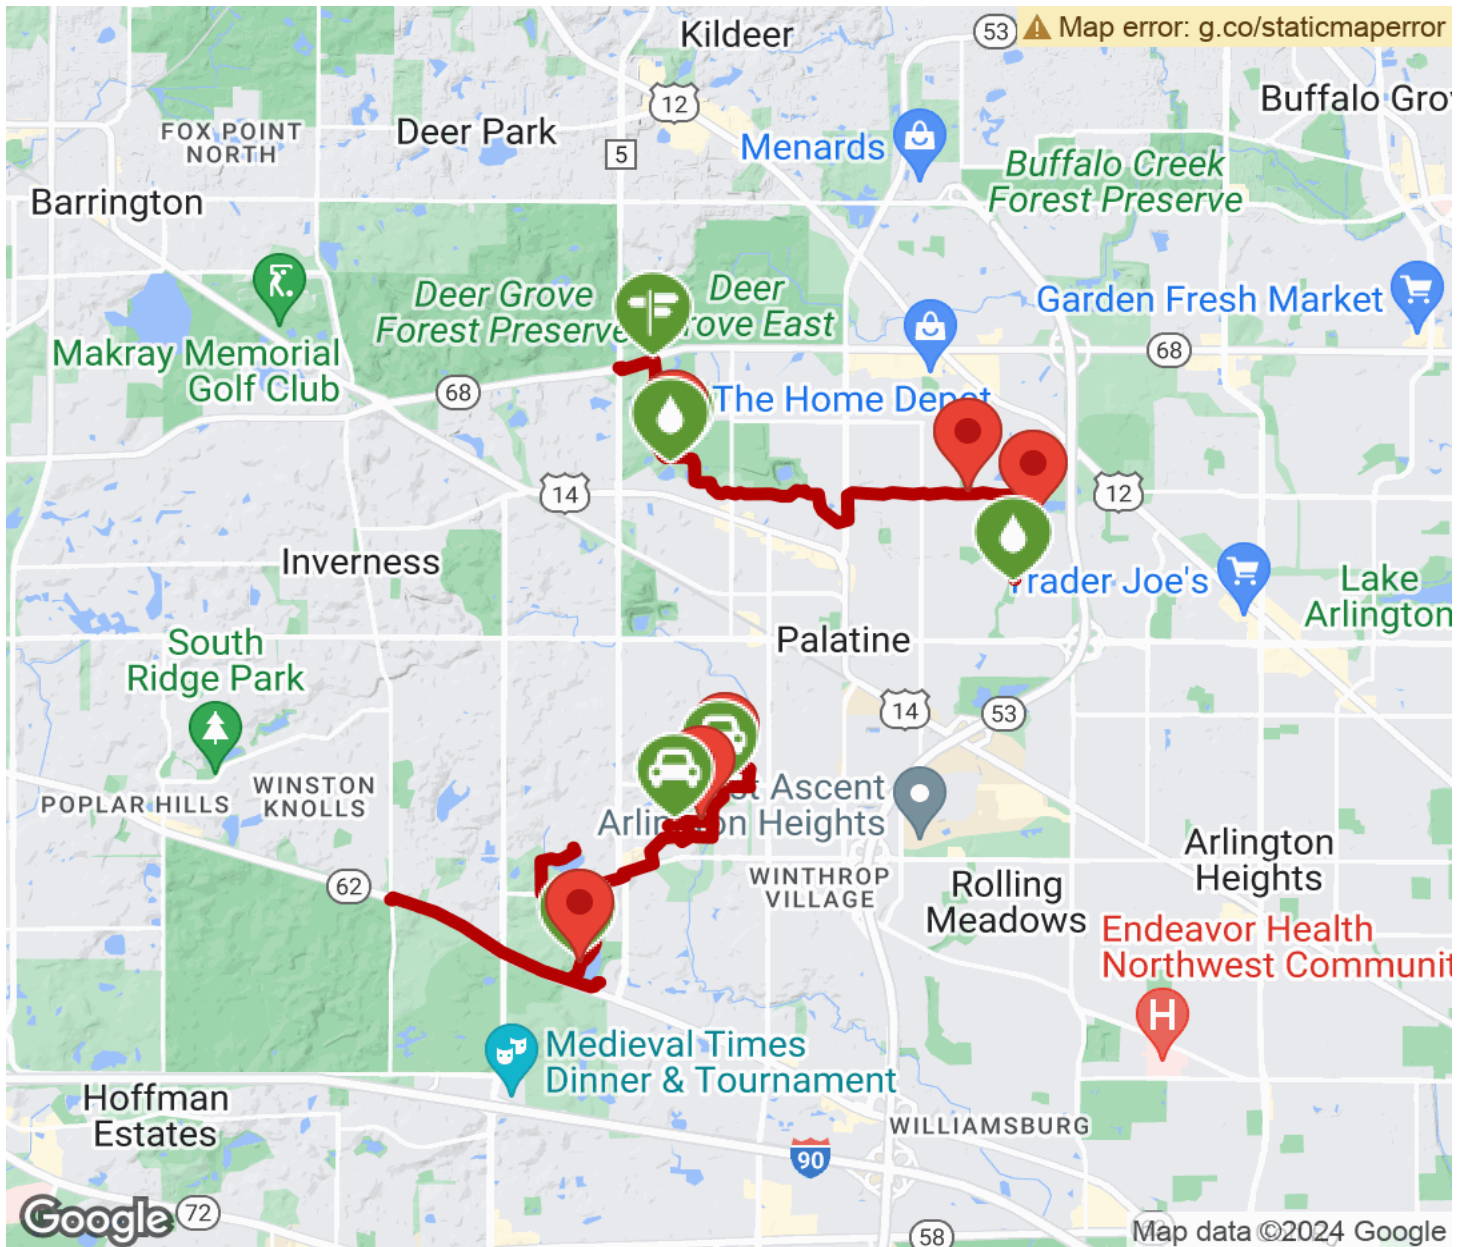 Kildeer
53
Map error: g.co/staticmaperror
12
Buffalo Gro
FOX POINT
NORTH
Deer Park
5
Menards
Buffalo Creek
Forest Preserve
Barrington
Deer Grove
Forest Preserve
Deer
rove East
Garden Fresh Market
Makray Memorial
Golf Club
68
68
The Home Depot
14
12
Inverness
Trader Joe's
Lake
Arlington
South
Ridge Park
Palatine
14
53
WINSTON
KNOLLS
POPLAR HILLS
st Ascent
Arlington Heights
Arlington
Heights
62
WINTHROP
VILLAGE
Rolling
Meadows
Endeavor Health
Northwest Communit
H
Medieval Times
Dinner & Tournament
Hoffman
Estates
WILLIAMSBURG
90
Google
72
58
Map data ©2024 Google